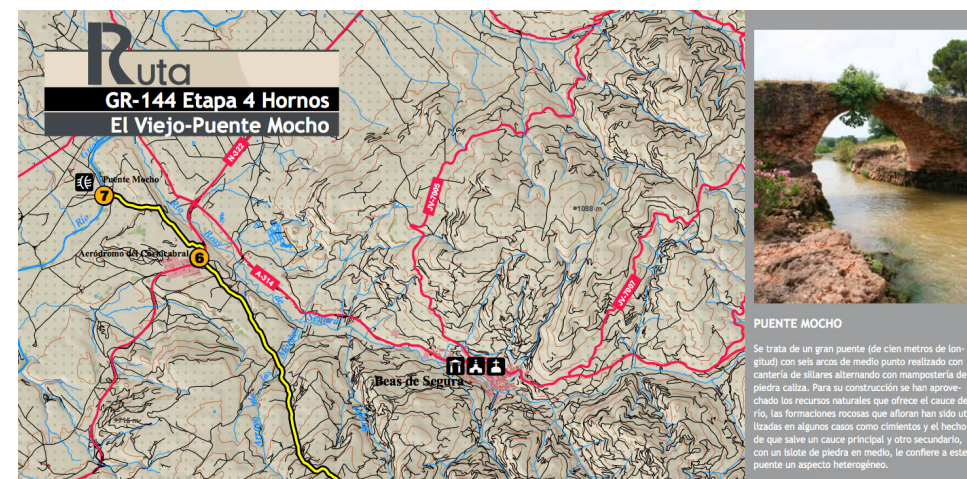 Ruta
GR-144 Etapa 4 Hornos
El Viejo-Puente Mocho
N-322
JV-7005
Puente Mocho
7
Río
1088 m
Aeródromo del Cornicabral
6
A-314
JV-7007
de
Segura
Beas de Segura
PUENTE MOCHO
Se trata de un gran puente (de cien metros de lon-
gitud) con seis arcos de medio punto realizado con
cantería de sillares alternando con mampostería de
piedra caliza. Para su construcción se han aprove-
chado los recursos naturales que ofrece el cauce de
río, las formaciones rocosas que afloran han sido ut
lizadas en algunos casos como cimientos y el hecho
de que salve un cauce principal y otro secundario,
con un islote de piedra en medio, le confiere a este
puente un aspecto heterogéneo.